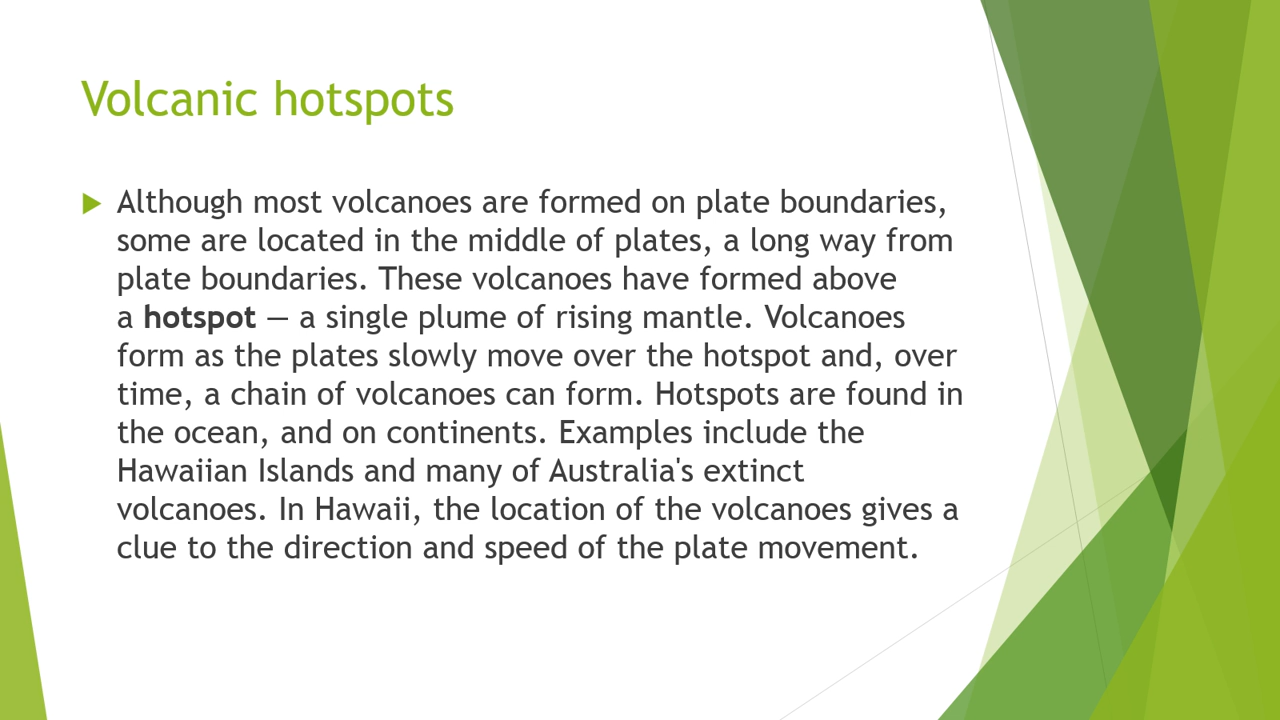 Volcanic hotspots
Although most volcanoes are formed on plate boundaries,
some are located in the middle of plates, a long way from
plate boundaries. These volcanoes have formed above
a hotspot — a single plume of rising mantle. Volcanoes
form as the plates slowly move over the hotspot and, over
time, a chain of volcanoes can form. Hotspots are found in
the ocean, and on continents. Examples include the
Hawaiian Islands and many of Australia's extinct
volcanoes. In Hawaii, the location of the volcanoes gives a
clue to the direction and speed of the plate movement.